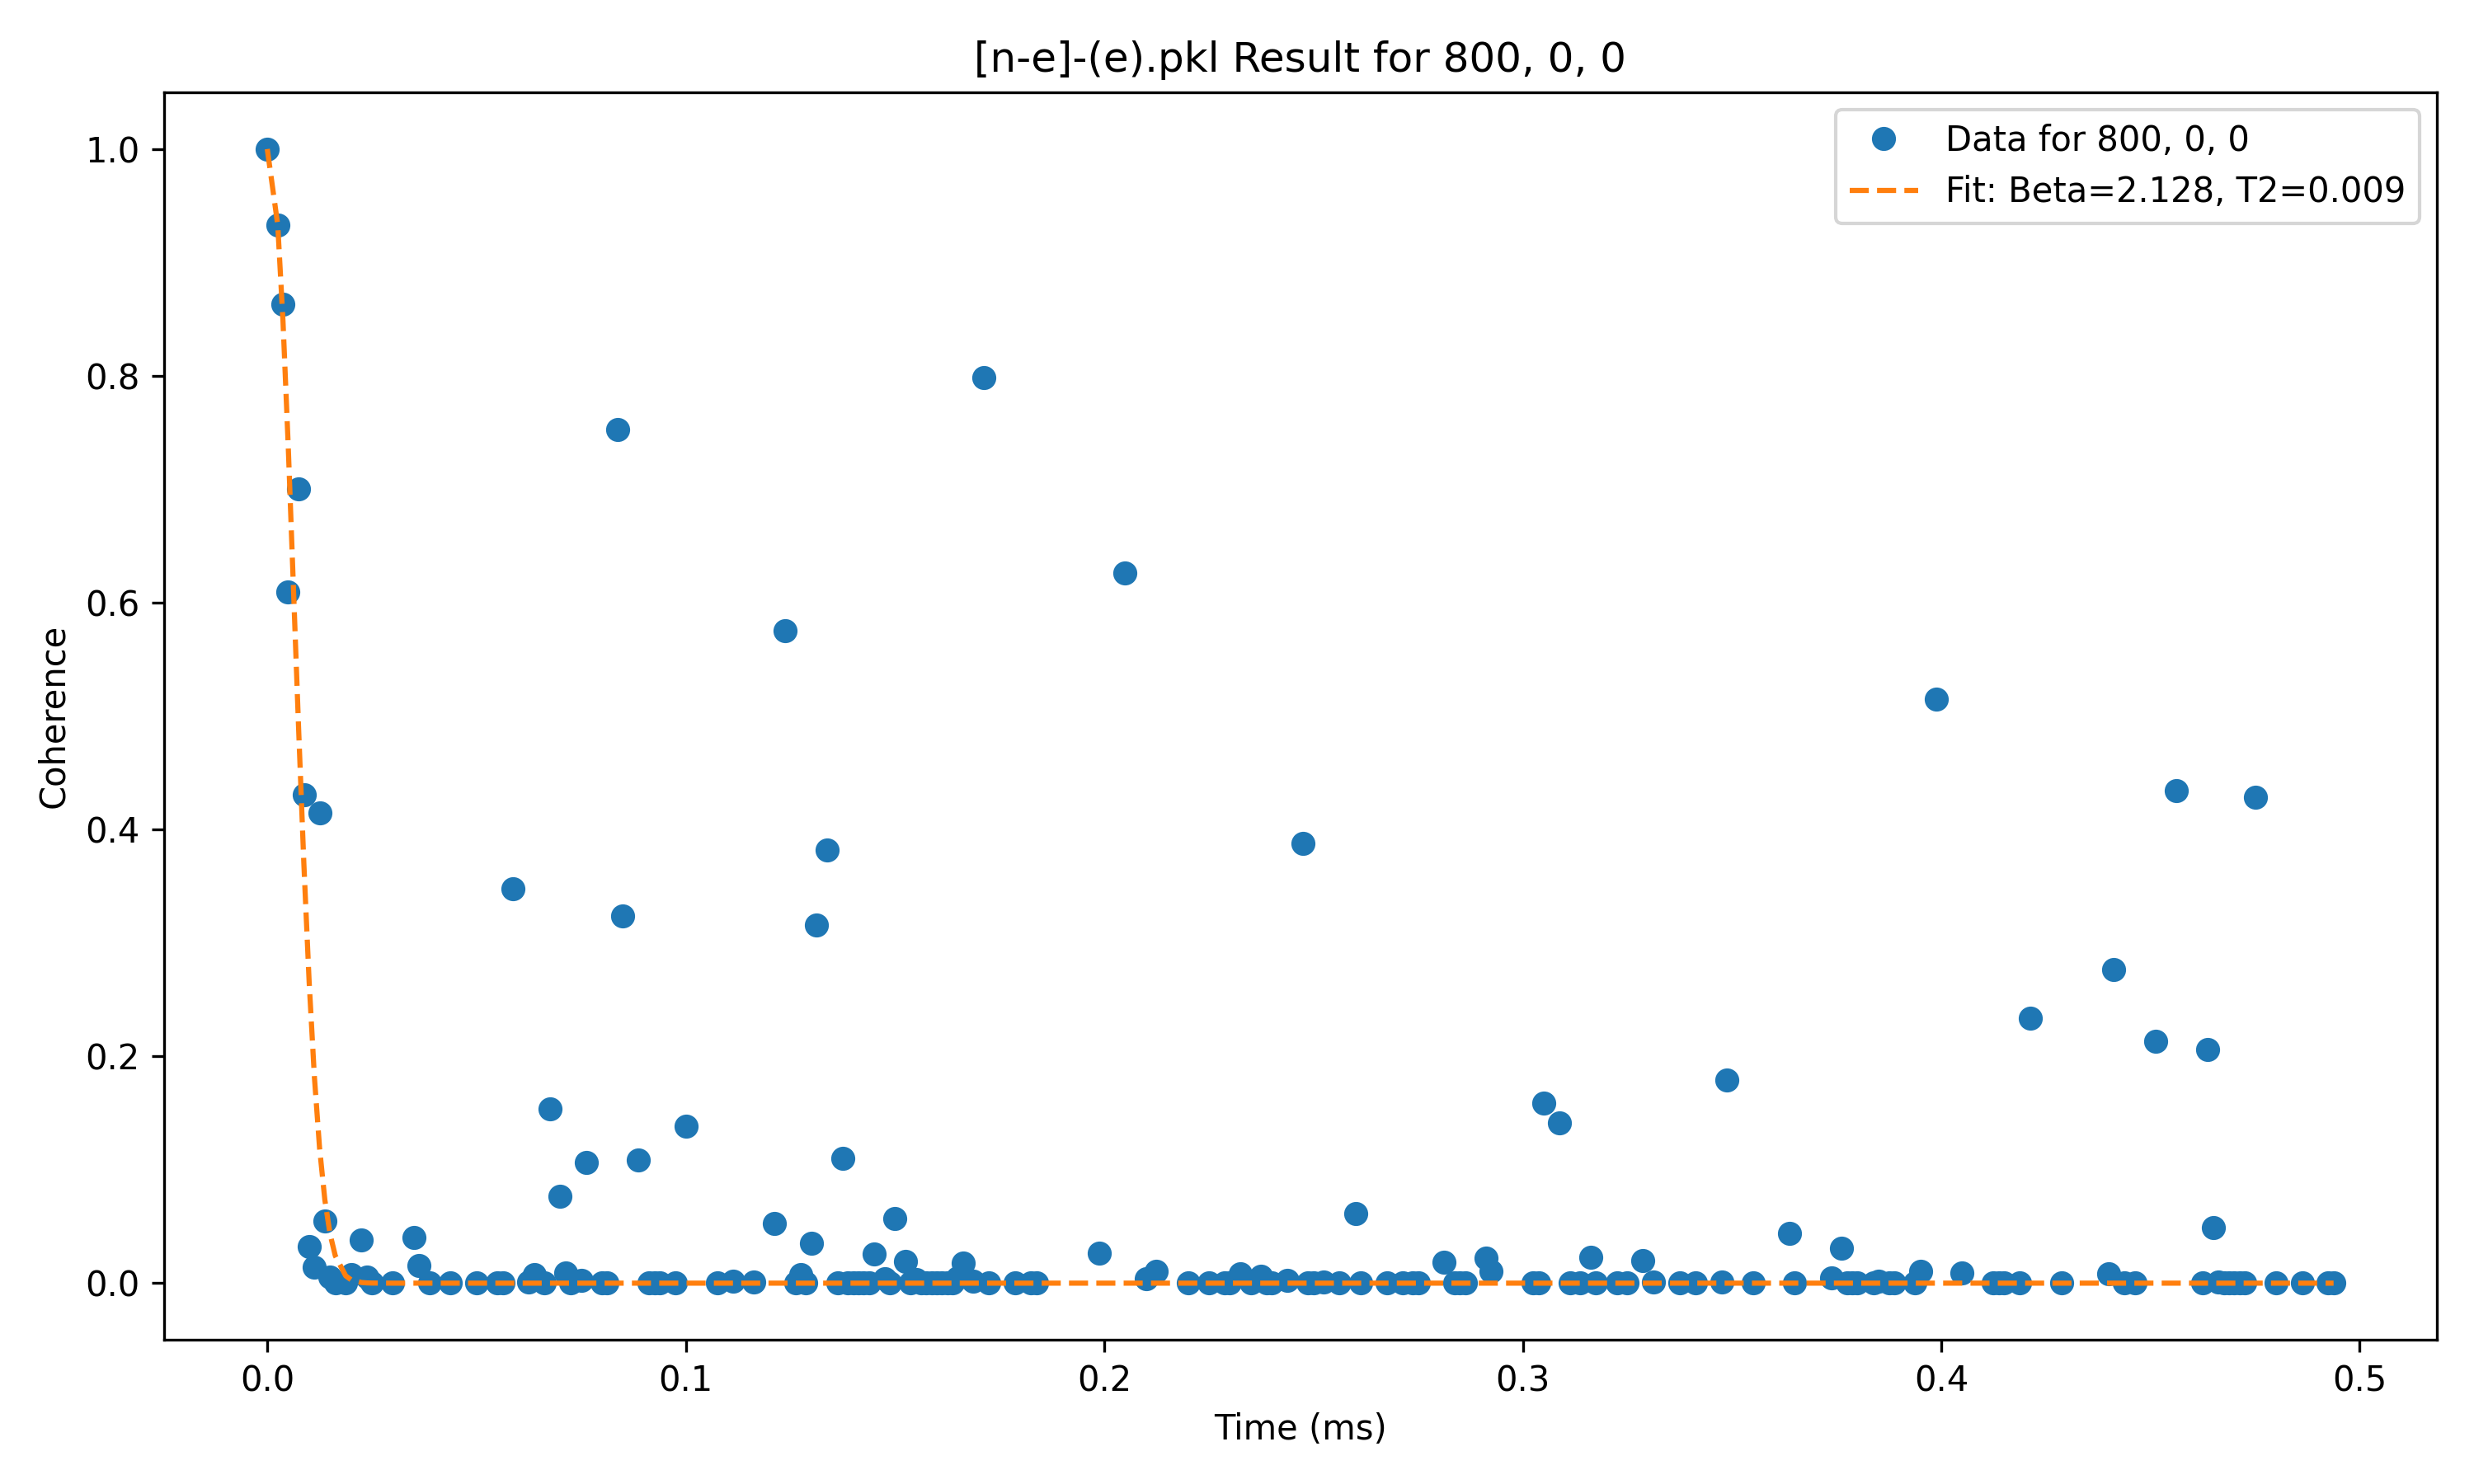 [n-e]-(e).pkl Result for 800, 0, 0
Data for 800, 0, 0
Fit: Beta=2.128, T2=0.009
1.0
0.8
0.6
0.4
0.2
0.0
Coherence
0.0 0.1 0.2 0.3 0.4 0.5
Time (ms)